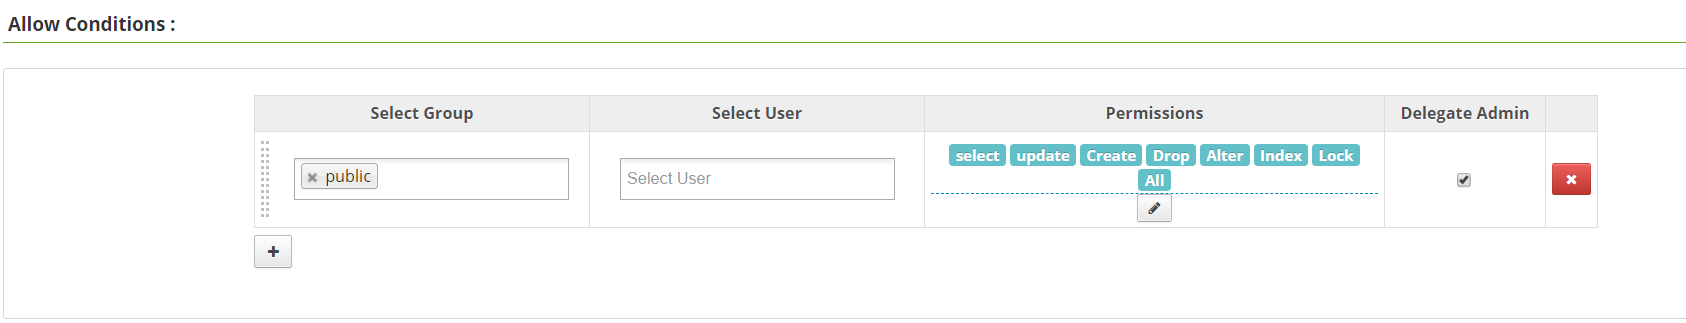 Allow Conditions :
Select Group Select User Permissions Delegate Admin
public Select User select update Create Drop Alter Index Lock
All